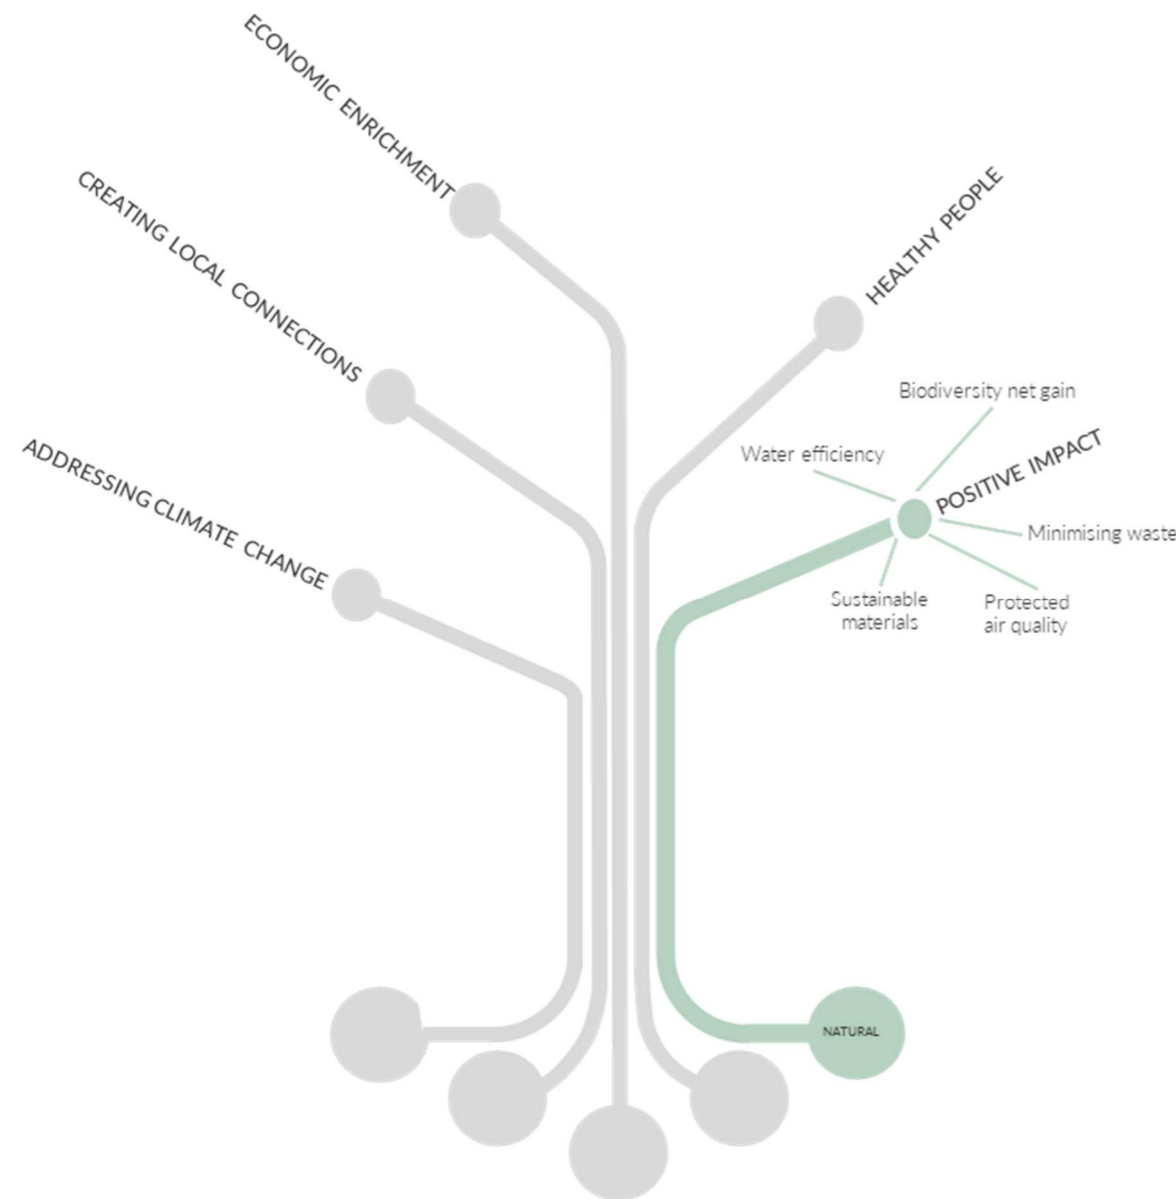 ECONOMIC ENRICHMENT
CREATING LOCAL CONNECTIONS
HEALTHY PEOPLE
Biodiversity net gain
POSITIVE IMPACT
ADDRESSING CLIMATE CHANGE
Water efficiency
Minimising waste
Sustainable
materials
Protected
air quality
NATURAL